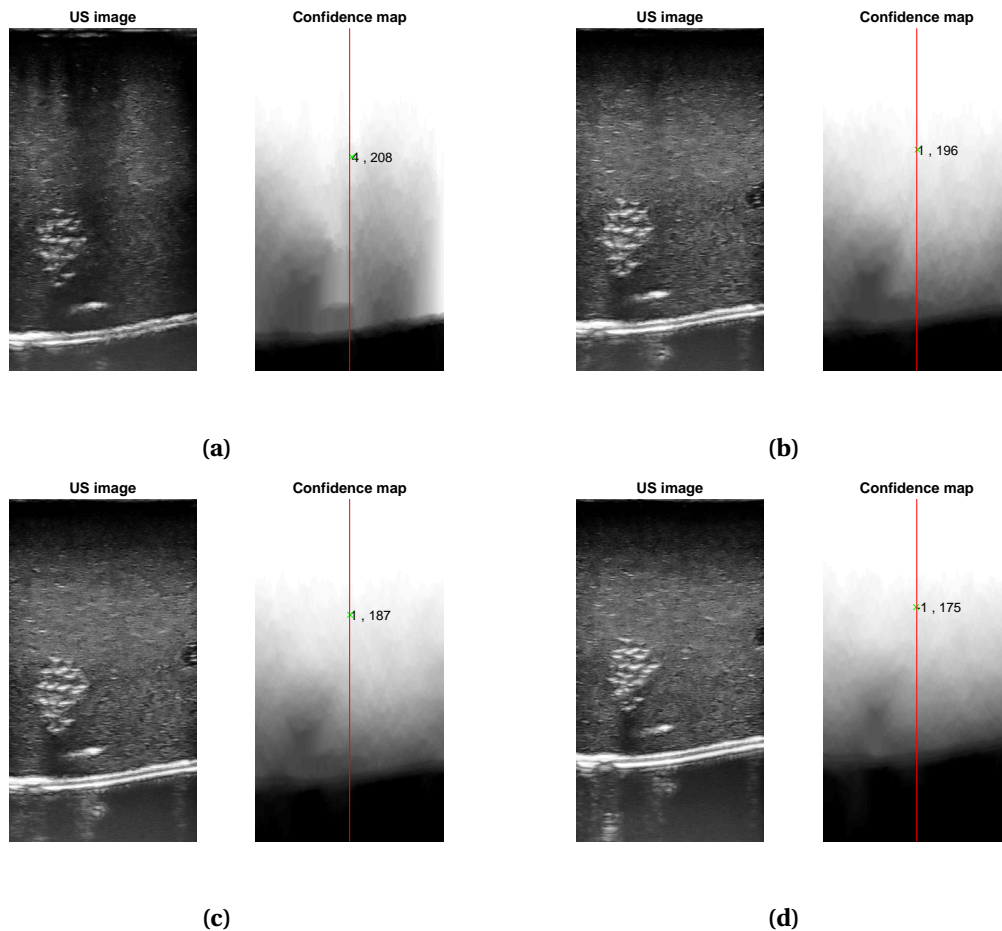 US image
Confidence map
4 , 208
(a)
US image
Confidence map
1 , 196
(b)
US image
Confidence map
1 , 187
(c)
US image
Confidence map
-1 , 175
(d)